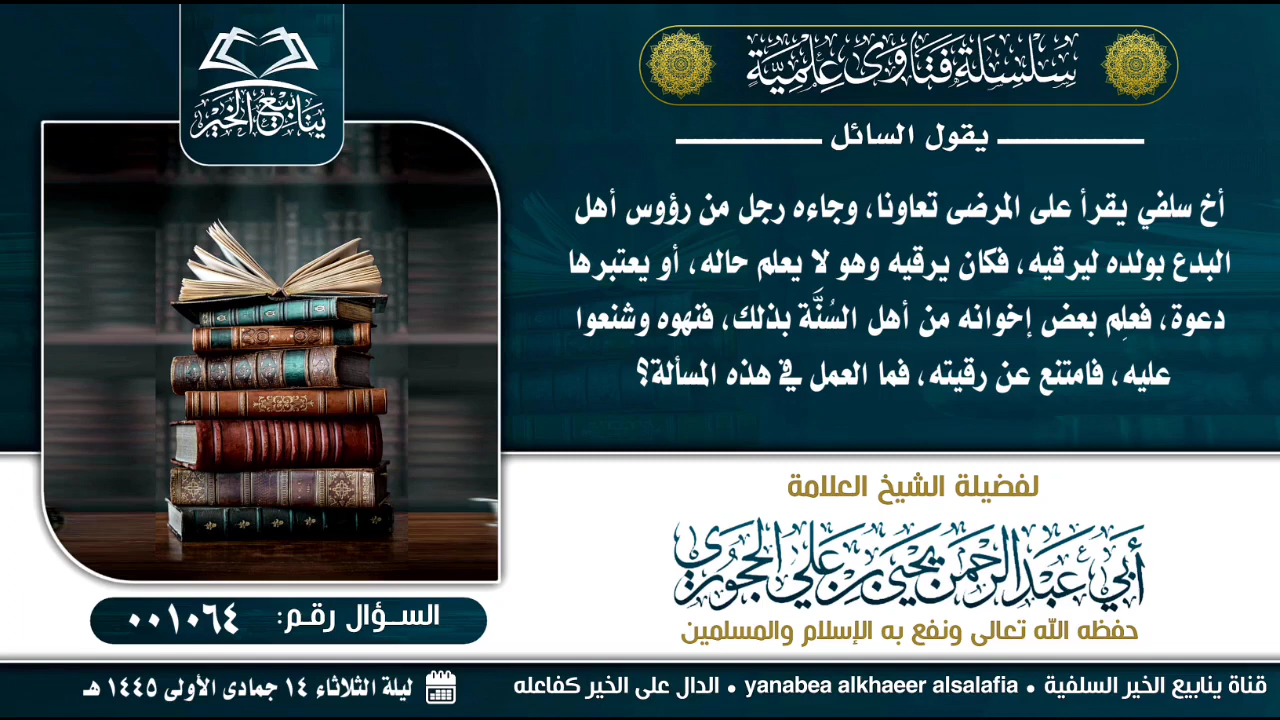 ينابيع الخير
سلسلة فتاوى علمية
يقول السائل
أخ سلفي يقرأ على المرضى تعاونا، وجاءه رجل من رؤوس أهل
البدع بولده ليرقيه، فكان يرقيه وهو لا يعلم حاله، أو يعتبرها
دعوة، فعلِم بعض إخوانه من أهل السُنَّة بذلك، فنهوه وشنعوا
عليه، فامتنع عن رقيته، فما العمل في هذه المسألة؟
لفضيلة الشيخ العلامة
أبي عبد الرحمن يحيى بن علي الحجوري
حفظه الله تعالى ونفع به الإسلام والمسلمين
السؤال رقم: ٠٠١٠٦٤
قناة ينابيع الخير السلفية • yanabea alkhaeer alsalafia • الدال على الخير كفاعله
ليلة الثلاثاء ١٤ جمادى الأولى ١٤٤٥ هـ